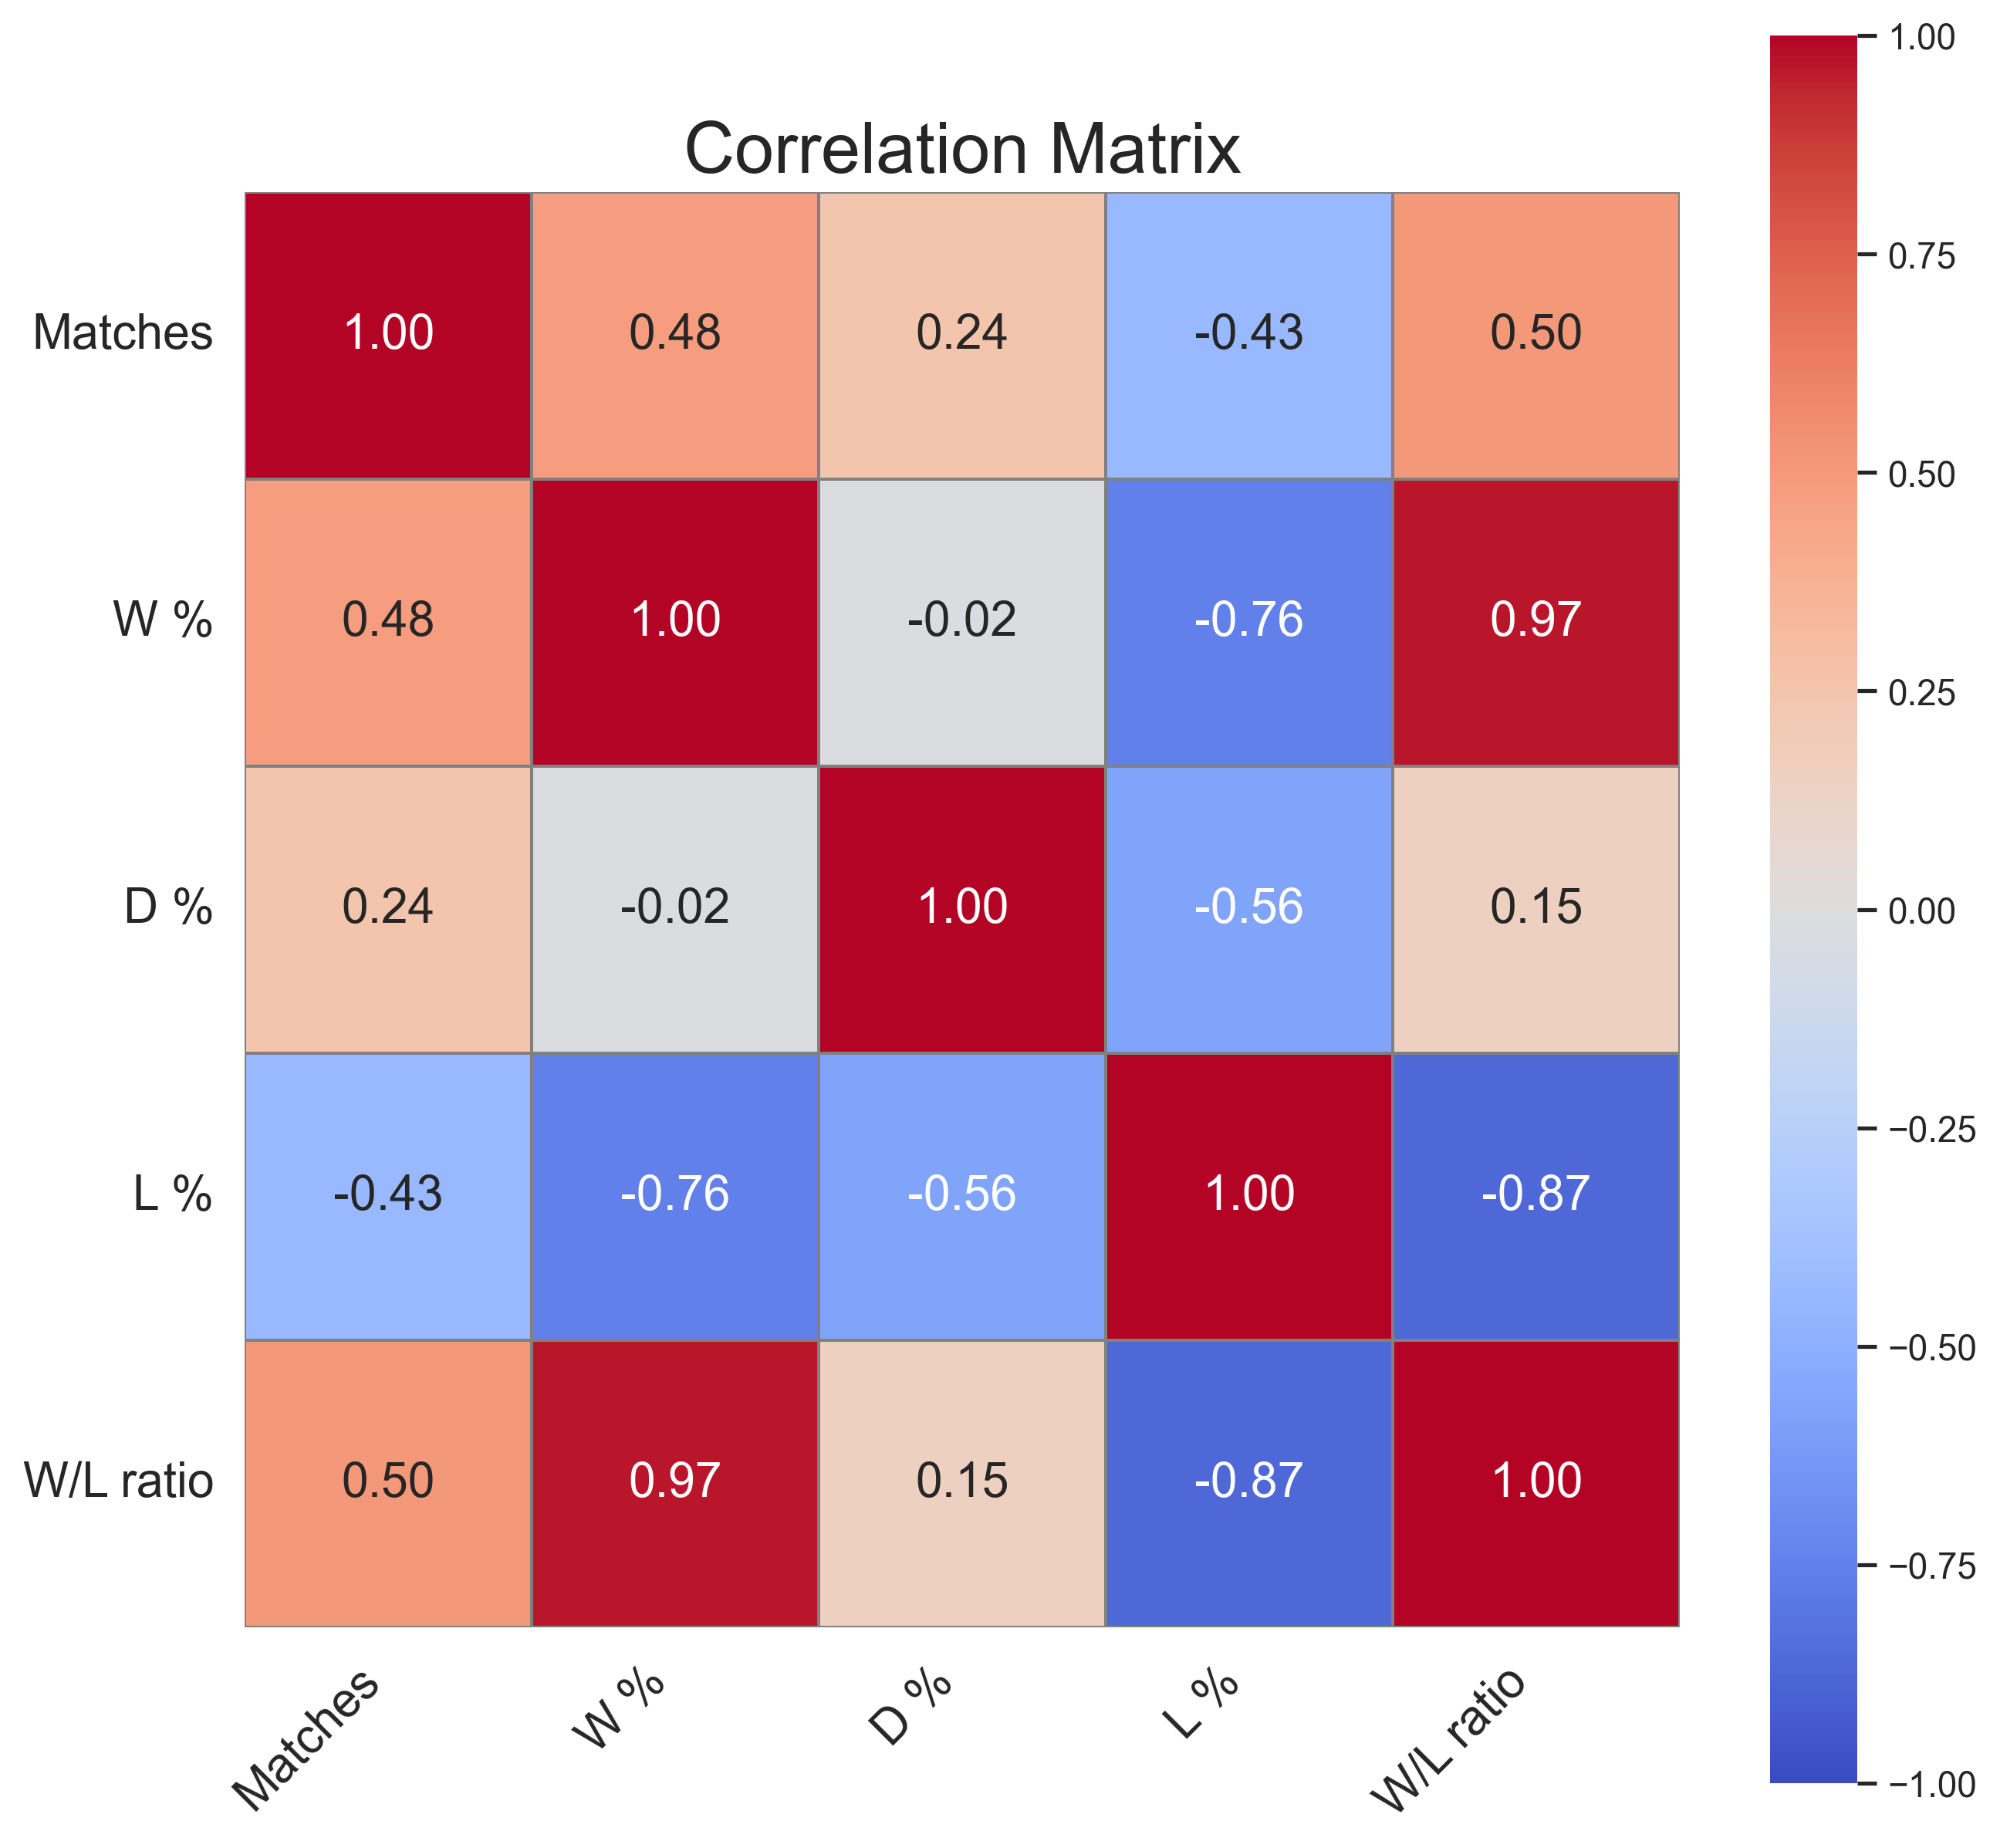 Correlation Matrix
Matches 1.00 0.48 0.24 -0.43 0.50
W % 0.48 1.00 -0.02 -0.76 0.97
D % 0.24 -0.02 1.00 -0.56 0.15
L % -0.43 -0.76 -0.56 1.00 -0.87
W/L ratio 0.50 0.97 0.15 -0.87 1.00
Matches W % D % L % W/L ratio
1.00
0.75
0.50
0.25
0.00
−0.25
−0.50
−0.75
−1.00